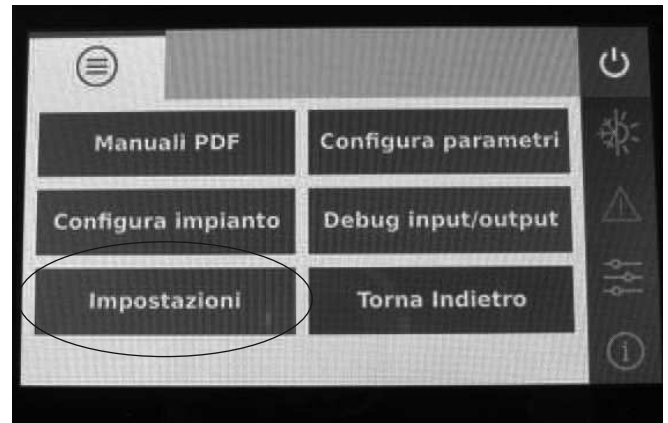 Manuali PDF
Configura parametri
Configura impianto
Debug input/output
Impostazioni
Torna Indietro